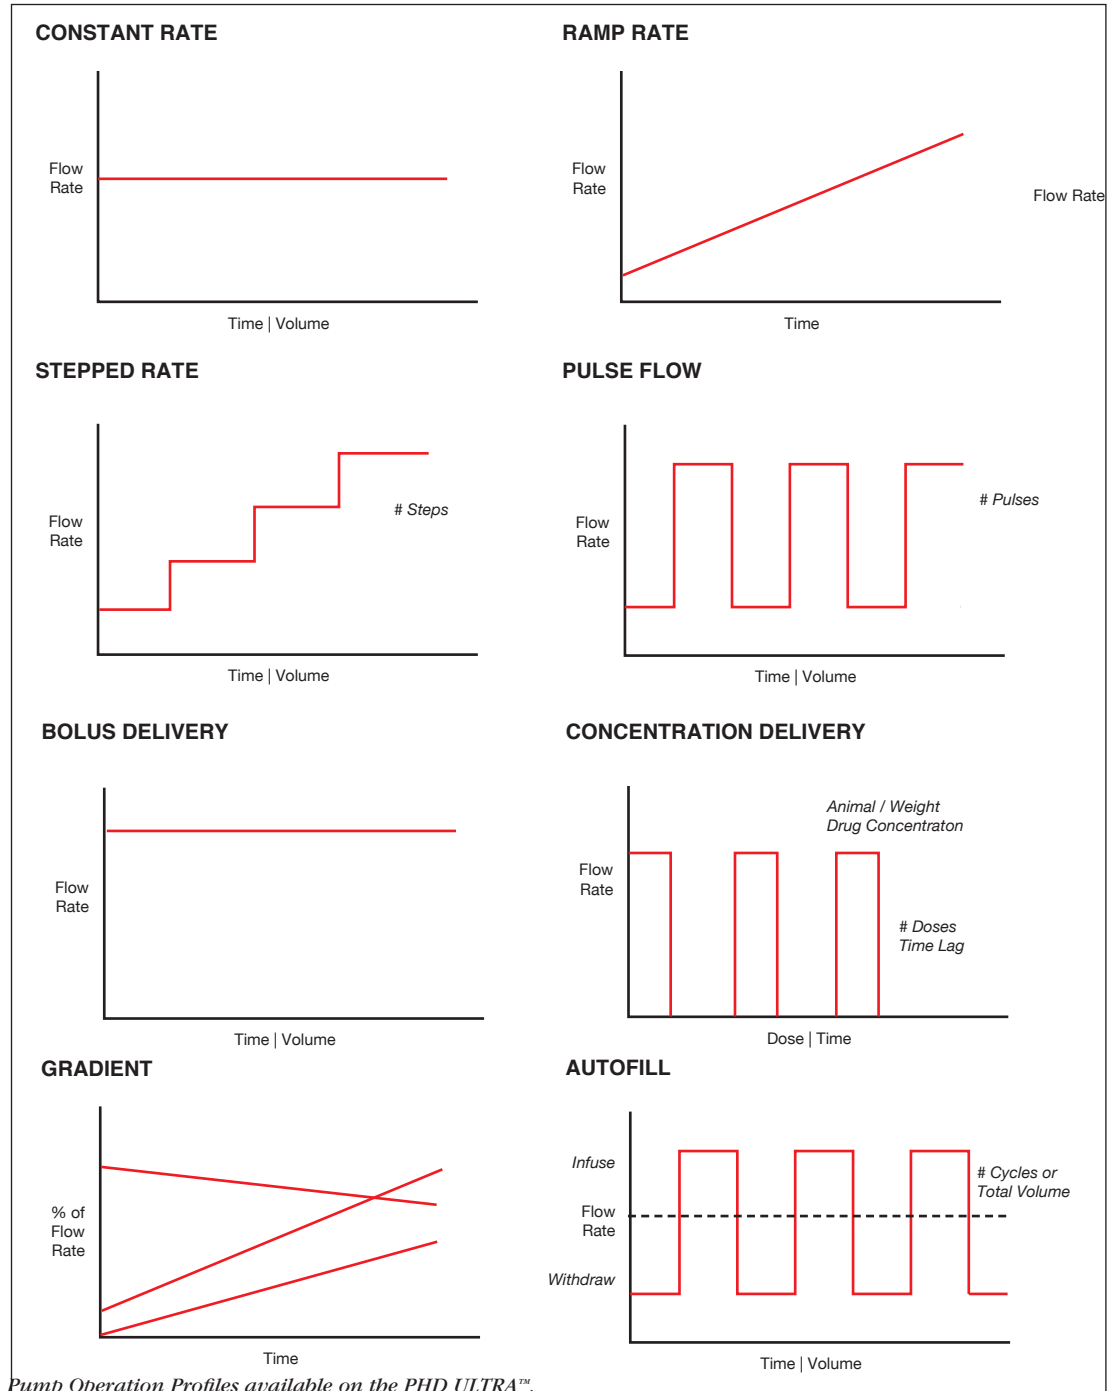 CONSTANT RATE
Flow
Rate
Time | Volume
RAMP RATE
Flow
Rate
Flow Rate
Time
STEPPED RATE
Flow
Rate
# Steps
Time | Volume
PULSE FLOW
Flow
Rate
# Pulses
Time | Volume
BOLUS DELIVERY
Flow
Rate
Time | Volume
CONCENTRATION DELIVERY
Animal / Weight
Drug Concentraton
Flow
Rate
# Doses
Time Lag
Dose | Time
GRADIENT
% of
Flow
Rate
Time
AUTOFILL
Infuse
# Cycles or
Total Volume
Flow
Rate
Withdraw
Time | Volume
Pump Operation Profiles available on the PHD ULTRA™.